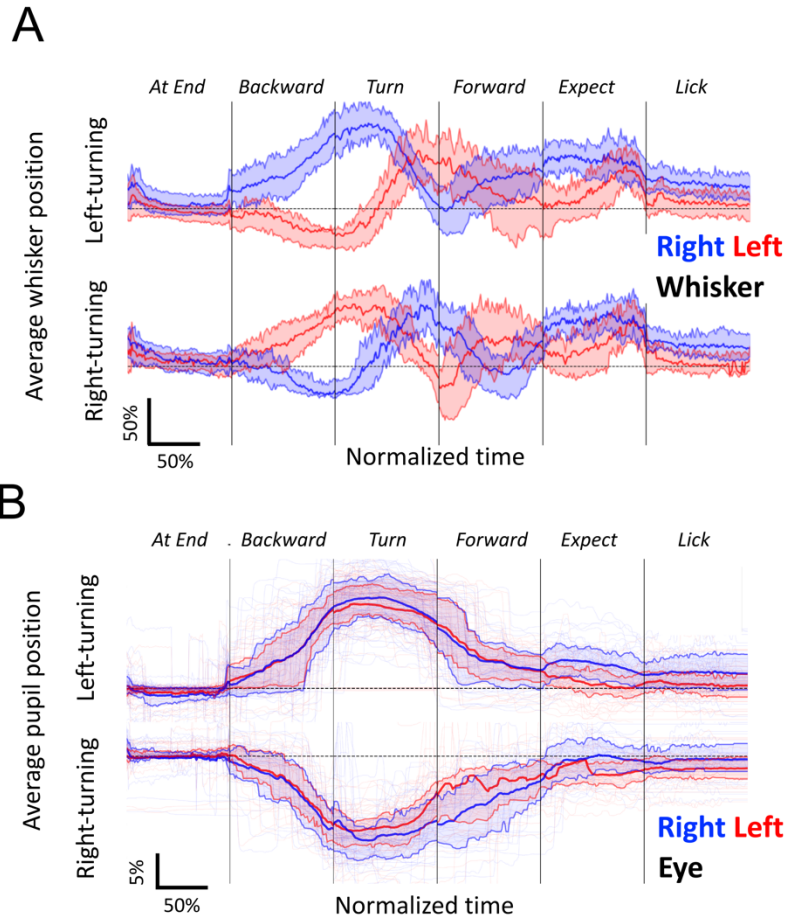 A
At End Backward Turn Forward Expect Lick
Average whisker position
Left-turning
Right-turning
Right Left
Whisker
50%
50%
Normalized time
B
At End Backward Turn Forward Expect Lick
Average pupil position
Left-turning
Right-turning
Right Left
Eye
5%
50%
Normalized time